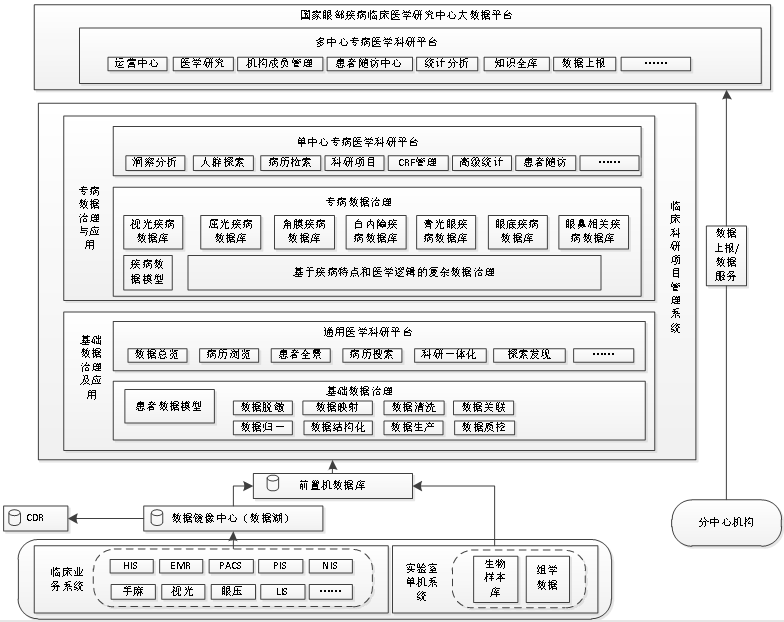 国家眼部疾病临床医学研究中心大数据平台
多中心专病医学科研平台
运营中心
医学研究
机构成员管理
患者随访中心
统计分析
知识全库
数据上报
……
单中心专病医学科研平台
洞察分析
人群探索
病历检索
科研项目
CRF管理
高级统计
患者随访
……
专病
数据
治理
与应
用
专病数据治理
视光疾病
数据库
屈光疾病
数据库
角膜疾病
数据库
白内障疾
病数据库
青光眼疾
病数据库
眼底疾病
数据库
眼鼻相关疾
病数据库
疾病数
据模型
基于疾病特点和医学逻辑的复杂数据治理
临
床
科
研
项
目
管
理
系
统
数据
上报/
数据
服务
基础
数据
治理
及应
用
通用医学科研平台
数据总览
病历浏览
患者全景
病历搜索
科研一体化
探索发现
……
基础数据治理
患者数据模型
数据脱敏
数据映射
数据清洗
数据关联
数据归一
数据结构化
数据生产
数据质控
前置机数据库
CDR
数据镜像中心（数据湖）
分中心机构
临床业
务系统
HIS
EMR
PACS
PIS
NIS
手麻
视光
眼压
LIS
……
实验室
单机系
统
生物
样本
库
组学
数据